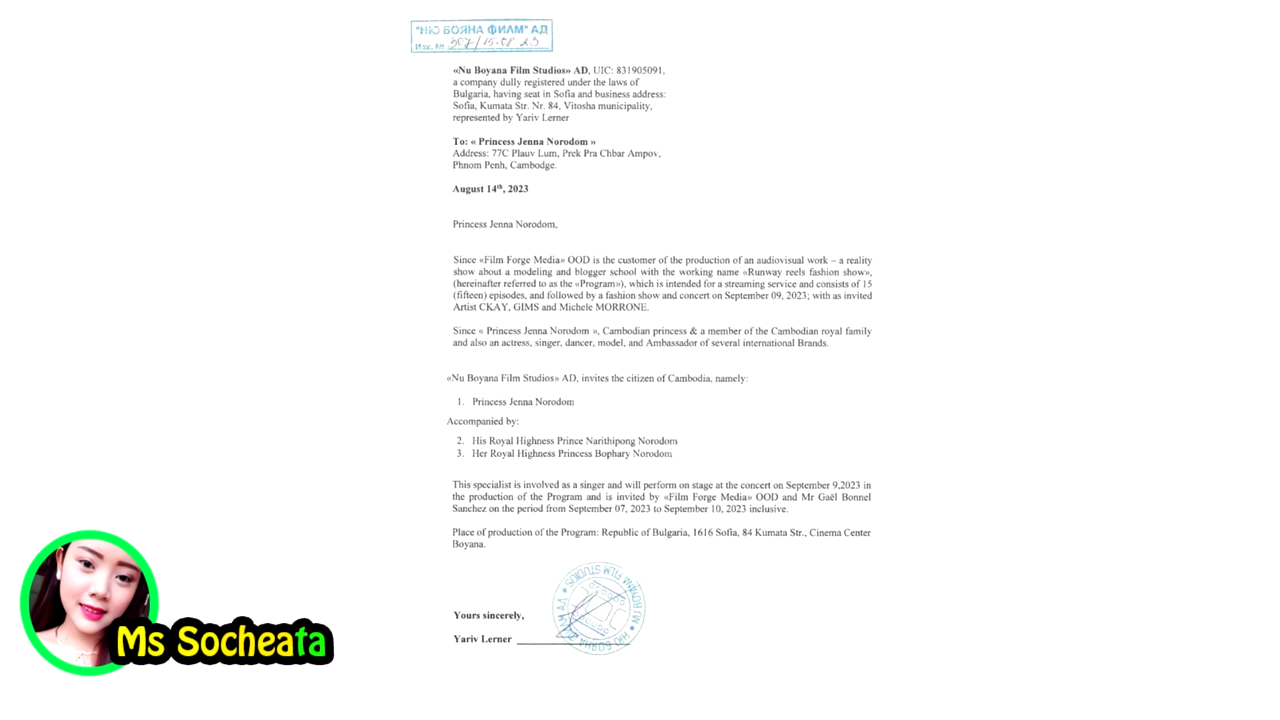 "НЮ БОЯНА ФИЛМ" АД
Изх. № 307/15.08 23
«Nu Boyana Film Studios» AD, UIC: 831905091,
a company dully registered under the laws of
Bulgaria, having seat in Sofia and business address:
Sofia, Kumata Str. Nr. 84, Vitosha municipality,
represented by Yariv Lerner
To: « Princess Jenna Norodom »
Address: 77C Plauv Lum, Prek Pra Chbar Ampov,
Phnom Penh, Cambodge.
August 14th, 2023
Princess Jenna Norodom,
Since «Film Forge Media» OOD is the customer of the production of an audiovisual work – a reality
show about a modeling and blogger school with the working name «Runway reels fashion show»,
(hereinafter referred to as the «Program»), which is intended for a streaming service and consists of 15
(fifteen) episodes, and followed by a fashion show and concert on September 09, 2023; with as invited
Artist CKAY, GIMS and Michele MORRONE.
Since « Princess Jenna Norodom », Cambodian princess & a member of the Cambodian royal family
and also an actress, singer, dancer, model, and Ambassador of several international Brands.
«Nu Boyana Film Studios» AD, invites the citizen of Cambodia, namely:
1. Princess Jenna Norodom
Accompanied by:
2. His Royal Highness Prince Narithipong Norodom
3. Her Royal Highness Princess Bophary Norodom
This specialist is involved as a singer and will perform on stage at the concert on September 9,2023 in
the production of the Program and is invited by «Film Forge Media» OOD and Mr Gaël Bonnel
Sanchez on the period from September 07, 2023 to September 10, 2023 inclusive.
Place of production of the Program: Republic of Bulgaria, 1616 Sofia, 84 Kumata Str., Cinema Center
Boyana.
Yours sincerely,
Yariv Lerner
BOYANA FILM STUDIOS
Ms Socheata